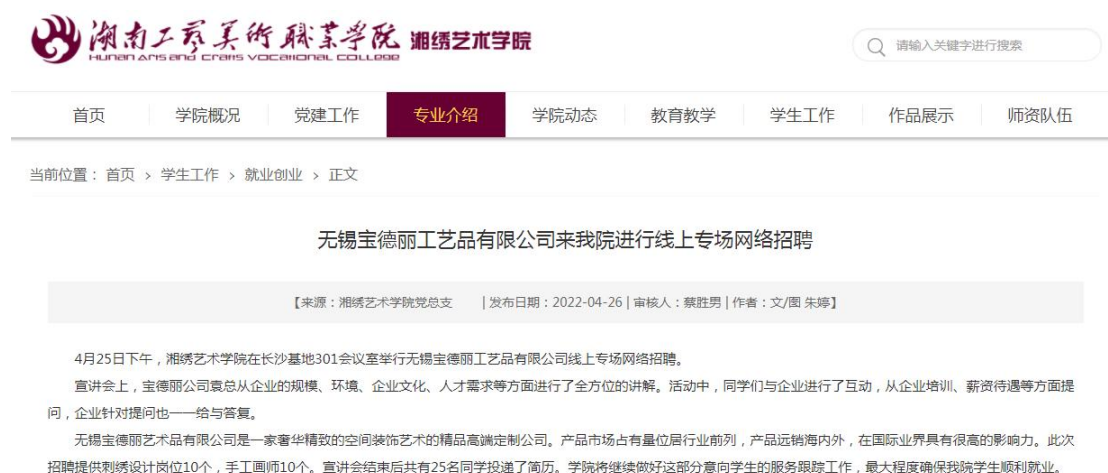 湖南工艺美术职业学院 湘绣艺术学院
HUNAN ARTS AND CRAFTS VOCATIONAL COLLEGE
请输入关键字进行搜索
首页 学院概况 党建工作 专业介绍 学院动态 教育教学 学生工作 作品展示 师资队伍
当前位置： 首页 > 学生工作 > 就业创业 > 正文
无锡宝德丽工艺品有限公司来我院进行线上专场网络招聘
【来源：湘绣艺术学院党总支 | 发布日期：2022-04-26 | 审核人：蔡胜男 | 作者：文/图 朱婷】
4月25日下午，湘绣艺术学院在长沙基地301会议室举行无锡宝德丽工艺品有限公司线上专场网络招聘。
宣讲会上，宝德丽公司袁总从企业的规模、环境、企业文化、人才需求等方面进行了全方位的讲解。活动中，同学们与企业进行了互动，从企业培训、薪资待遇等方面提
问，企业针对提问也一一给与答复。
无锡宝德丽艺术品有限公司是一家奢华精致的空间装饰艺术的精品高端定制公司。产品市场占有量位居行业前列，产品远销海内外，在国际业界具有很高的影响力。此次
招聘提供刺绣设计岗位10个，手工画师10个。宣讲会结束后共有25名同学投递了简历。学院将继续做好这部分意向学生的服务跟踪工作，最大程度确保我院学生顺利就业。